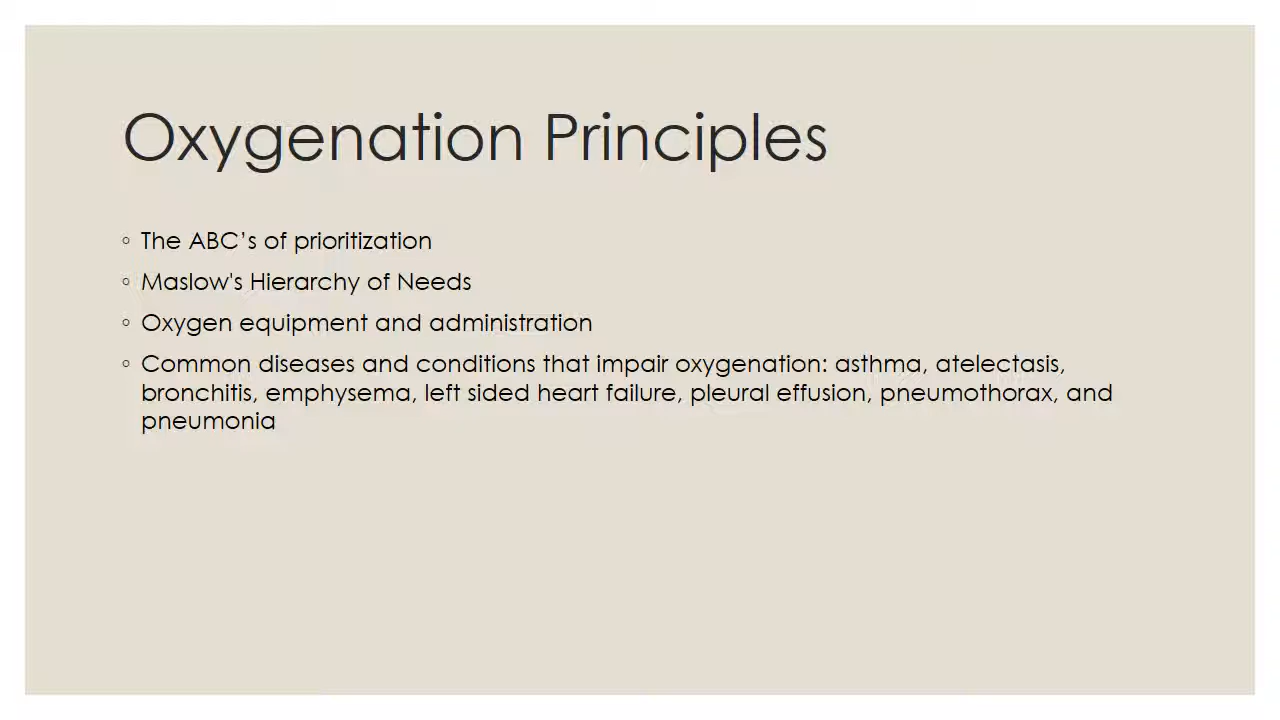 Oxygenation Principles
◦ The ABC’s of prioritization
◦ Maslow's Hierarchy of Needs
◦ Oxygen equipment and administration
◦ Common diseases and conditions that impair oxygenation: asthma, atelectasis,
bronchitis, emphysema, left sided heart failure, pleural effusion, pneumothorax, and
pneumonia